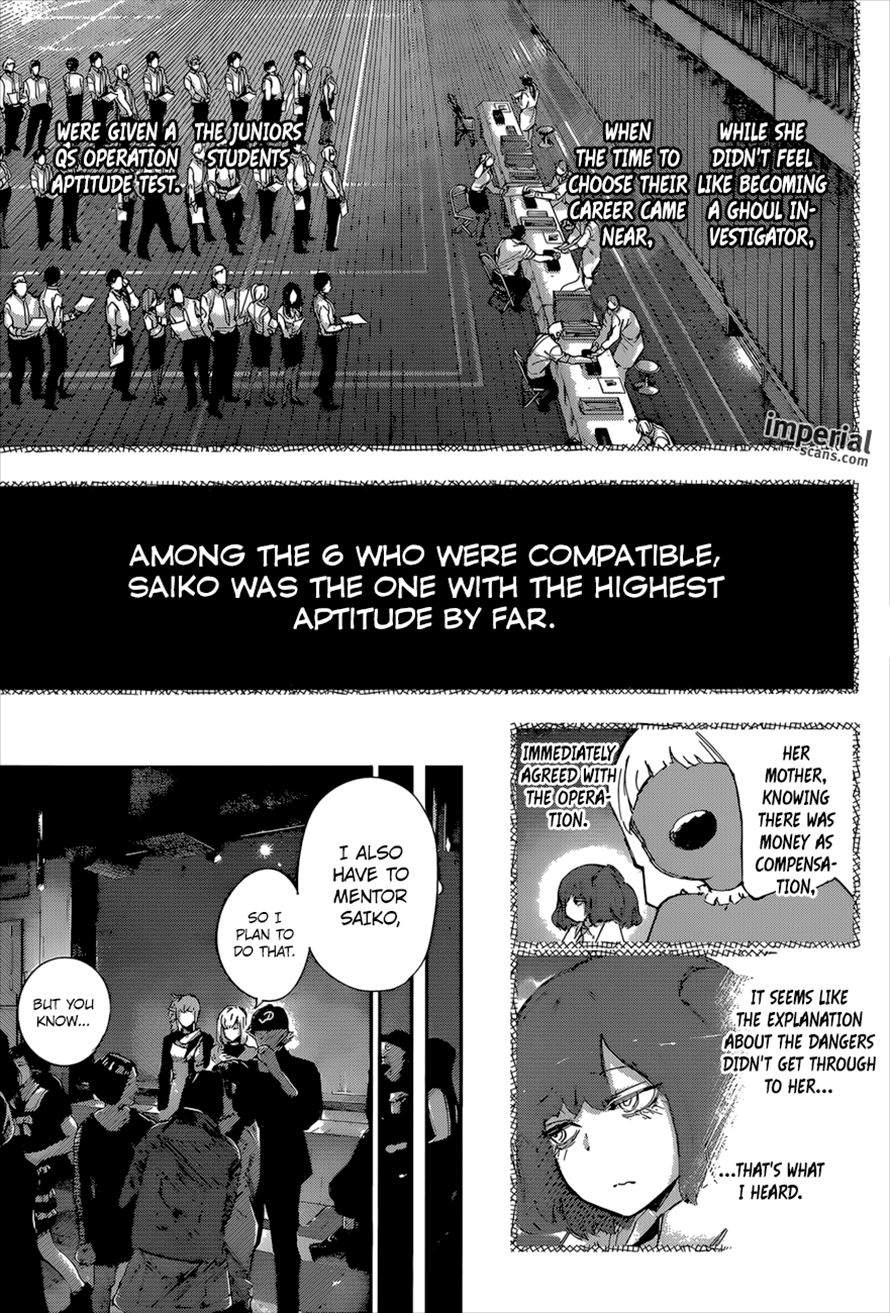 WHILE SHE
DIDN'T FEEL
LIKE BECOMING
A GHOUL IN-
VESTIGATOR,
WHEN
THE TIME TO
CHOOSE THEIR
CAREER CAME
NEAR,
THE JUNIORS
STUDENTS
WERE GIVEN A
QS OPERATION
APTITUDE TEST.
imperial
scans.com
AMONG THE 6 WHO WERE COMPATIBLE,
SAIKO WAS THE ONE WITH THE HIGHEST
APTITUDE BY FAR.
HER
MOTHER,
KNOWING
THERE WAS
MONEY AS
COMPENSA-
TION,
IMMEDIATELY
AGREED WITH
THE OPERA-
TION.
IT SEEMS LIKE
THE EXPLANATION
ABOUT THE DANGERS
DIDN'T GET THROUGH
TO HER...
...THAT'S WHAT
I HEARD.
I ALSO
HAVE TO
MENTOR
SAIKO,
SO I
PLAN TO
DO THAT.
BUT YOU
KNOW...